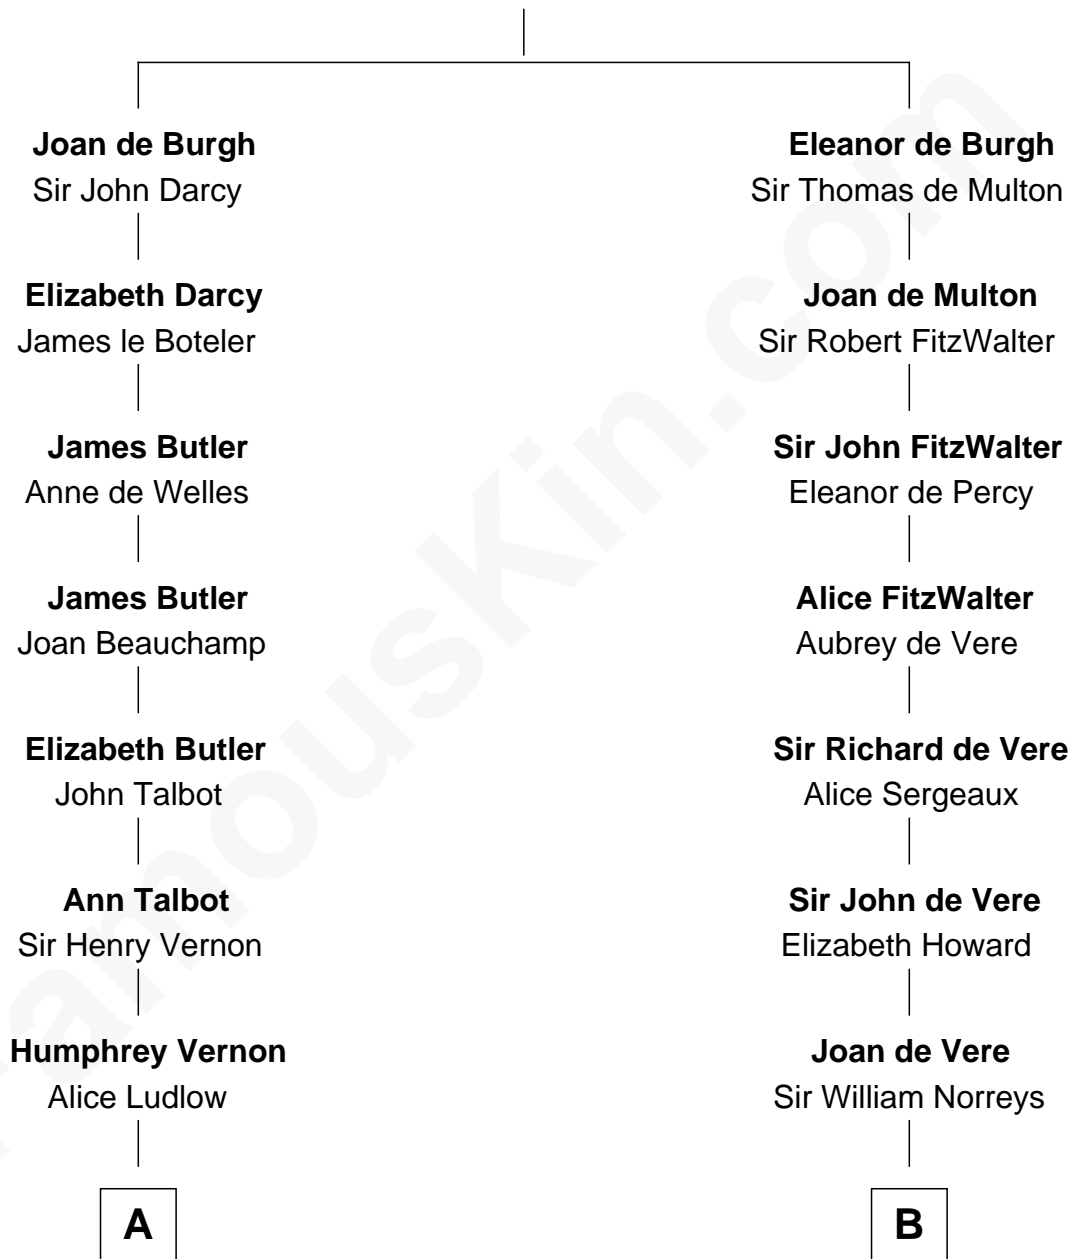 Joan de Burgh
Sir John Darcy
Eleanor de Burgh
Sir Thomas de Multon
Elizabeth Darcy
James le Boteler
Joan de Multon
Sir Robert FitzWalter
James Butler
Anne de Welles
Sir John FitzWalter
Eleanor de Percy
James Butler
Joan Beauchamp
Alice FitzWalter
Aubrey de Vere
Elizabeth Butler
John Talbot
Sir Richard de Vere
Alice Sergeaux
Ann Talbot
Sir Henry Vernon
Sir John de Vere
Elizabeth Howard
Humphrey Vernon
Alice Ludlow
Joan de Vere
Sir William Norreys
A
B
FamousKin.com